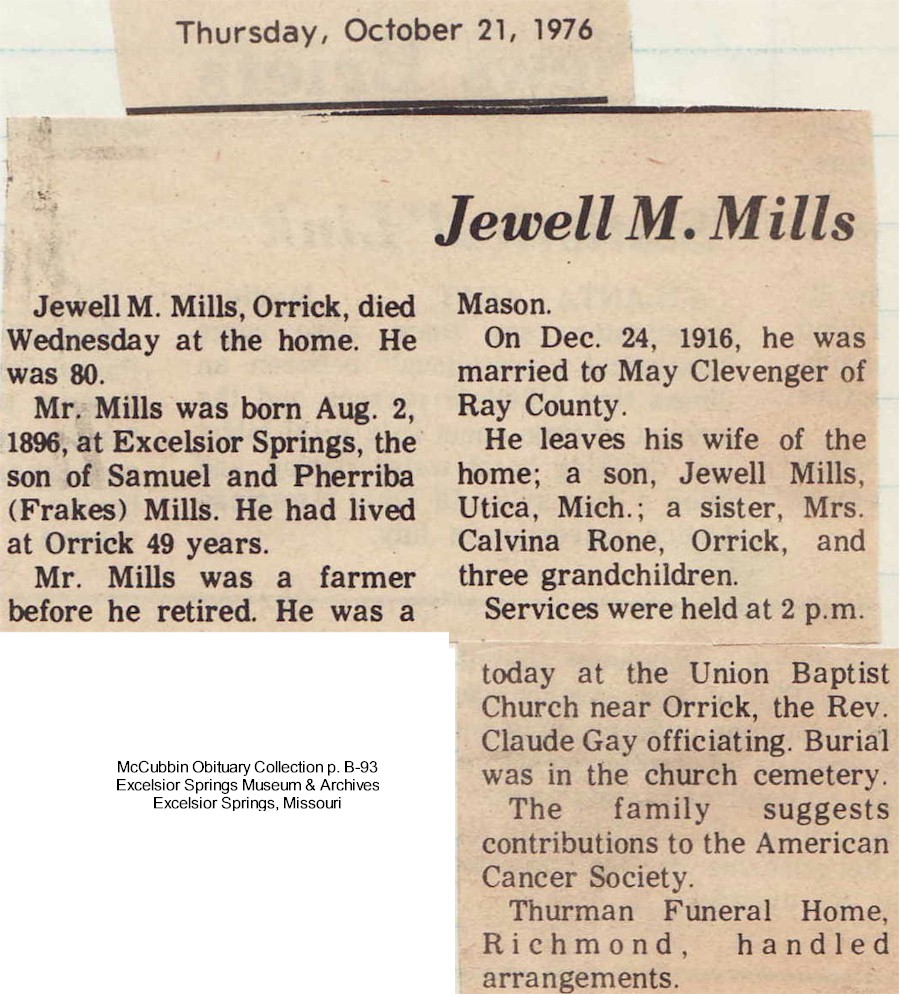 Thursday, October 21, 1976
Jewell M. Mills
Jewell M. Mills, Orrick, died
Wednesday at the home. He
was 80.
Mr. Mills was born Aug. 2,
1896, at Excelsior Springs, the
son of Samuel and Pherriba
(Frakes) Mills. He had lived
at Orrick 49 years.
Mr. Mills was a farmer
before he retired. He was a
Mason.
On Dec. 24, 1916, he was
married to May Clevenger of
Ray County.
He leaves his wife of the
home; a son, Jewell Mills,
Utica, Mich.; a sister, Mrs.
Calvina Rone, Orrick, and
three grandchildren.
Services were held at 2 p.m.
today at the Union Baptist
Church near Orrick, the Rev.
Claude Gay officiating. Burial
was in the church cemetery.
The family suggests
contributions to the American
Cancer Society.
Thurman Funeral Home,
Richmond, handled
arrangements.
McCubbin Obituary Collection p. B-93
Excelsior Springs Museum & Archives
Excelsior Springs, Missouri